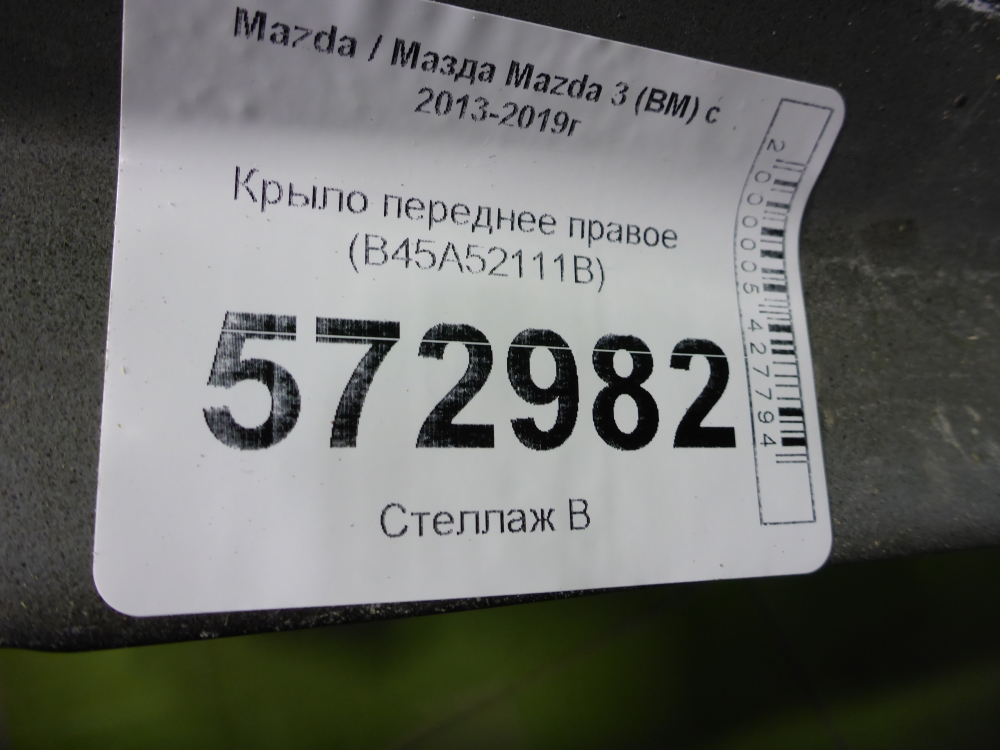 Mazda / Мазда Mazda 3 (BM) с
2013-2019г
Крыло переднее правое
(B45A52111B)
572982
Стеллаж В
2000005427794